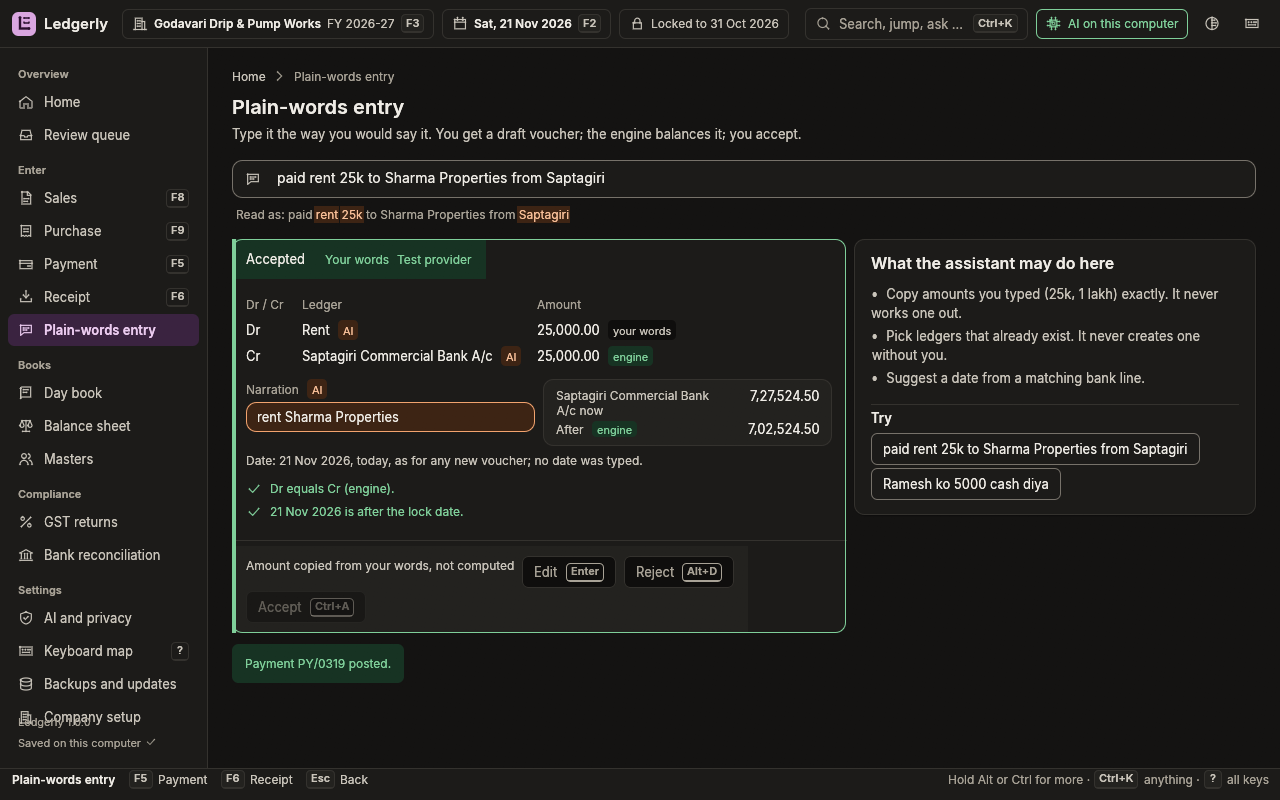 Ledgerly
Godavari Drip & Pump Works FY 2026-27 F3
Sat, 21 Nov 2026 F2
Locked to 31 Oct 2026
Search, jump, ask ... Ctrl+K
AI on this computer
Overview
Home
Review queue
Enter
Sales F8
Purchase F9
Payment F5
Receipt F6
Plain-words entry
Books
Day book
Balance sheet
Masters
Compliance
GST returns
Bank reconciliation
Settings
AI and privacy
Keyboard map ?
Backups and updates
Company setup
Ledgerly 1.0.0
Saved on this computer
Home Plain-words entry
Plain-words entry
Type it the way you would say it. You get a draft voucher; the engine balances it; you accept.
paid rent 25k to Sharma Properties from Saptagiri
Read as: paid rent 25k to Sharma Properties from Saptagiri
Accepted Your words Test provider
Dr / Cr Ledger Amount
Dr Rent AI 25,000.00 your words
Cr Saptagiri Commercial Bank A/c AI 25,000.00 engine
Narration AI
rent Sharma Properties
Saptagiri Commercial Bank 7,27,524.50
A/c now
After engine 7,02,524.50
Date: 21 Nov 2026, today, as for any new voucher; no date was typed.
Dr equals Cr (engine).
21 Nov 2026 is after the lock date.
Amount copied from your words, not computed Edit Enter Reject Alt+D
Accept Ctrl+A
Payment PY/0319 posted.
What the assistant may do here
• Copy amounts you typed (25k, 1 lakh) exactly. It never
works one out.
• Pick ledgers that already exist. It never creates one
without you.
• Suggest a date from a matching bank line.
Try
paid rent 25k to Sharma Properties from Saptagiri
Ramesh ko 5000 cash diya
Plain-words entry F5 Payment F6 Receipt Esc Back
Hold Alt or Ctrl for more · Ctrl+K anything · ? all keys